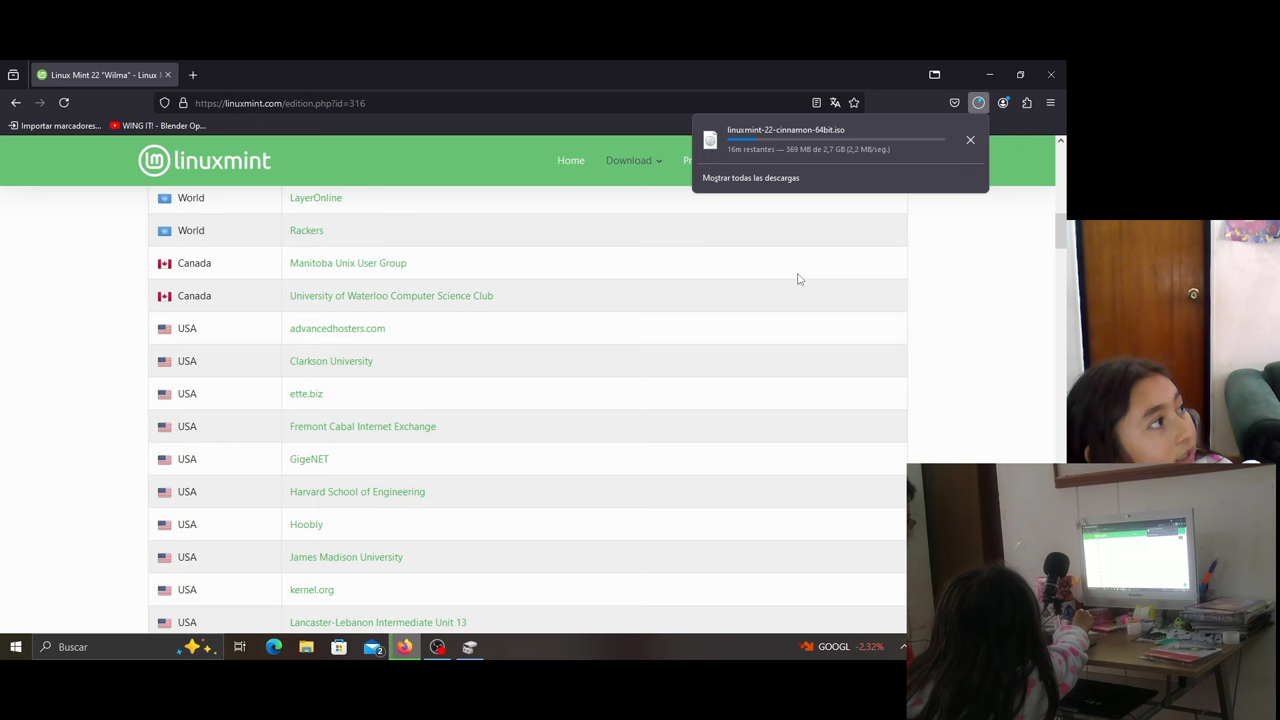 Linux Mint 22 "Wilma" - Linux
https://linuxmint.com/edition.php?id=316
Importar marcadores...
WING IT! - Blender Op...
linuxmint-22-cinnamon-64bit.iso
16m restantes — 369 MB de 2,7 GB (2,2 MB/seg.)
Mostrar todas las descargas
linuxmint
Home
Download
World LayerOnline
World Rackers
Canada Manitoba Unix User Group
Canada University of Waterloo Computer Science Club
USA advancedhosters.com
USA Clarkson University
USA ette.biz
USA Fremont Cabal Internet Exchange
USA GigeNET
USA Harvard School of Engineering
USA Hoobly
USA James Madison University
USA kernel.org
USA Lancaster-Lebanon Intermediate Unit 13
Buscar
2
GOOGL -2,32%